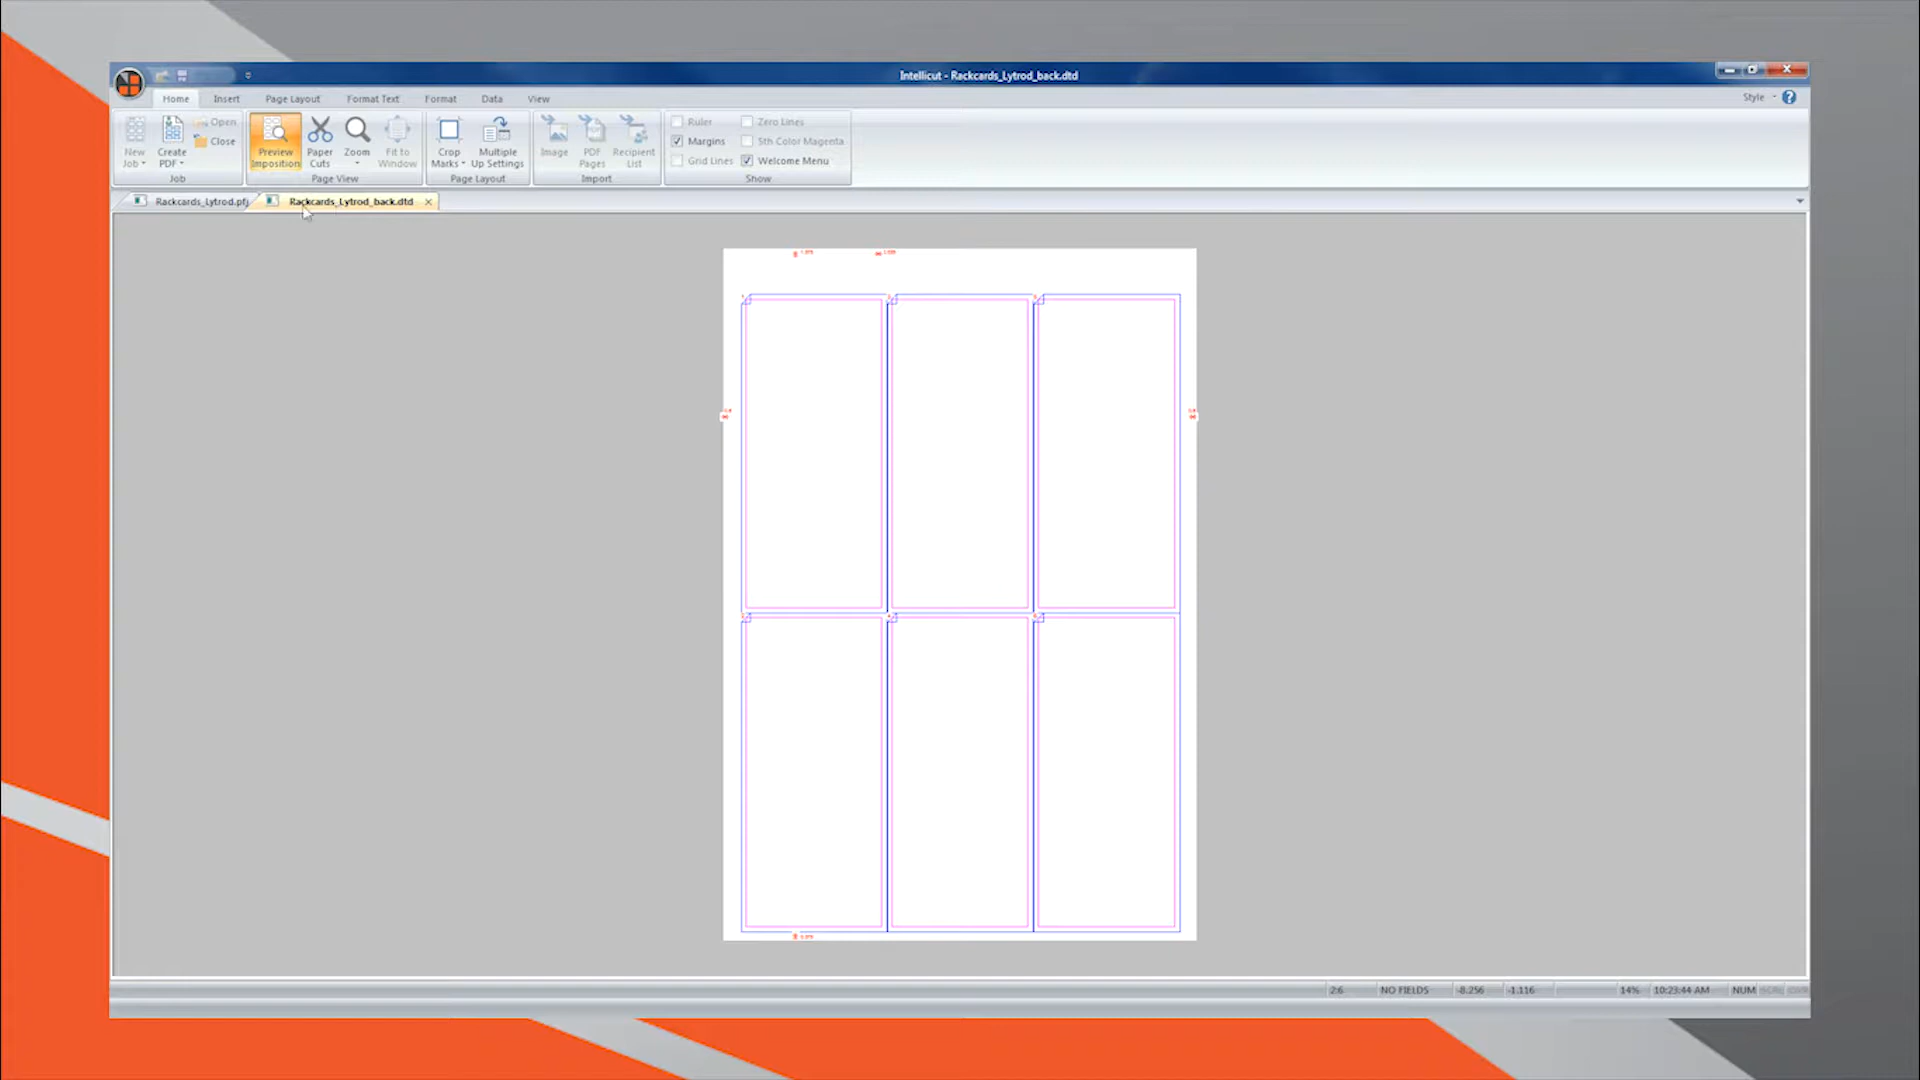 Intellicut - Rackcards_Lytrod_back.dtd
Home Insert Page Layout Format Text Format Data View Style
Open Ruler Zero Lines
Close Margins 5th Color Magenta
New Create Preview Paper Zoom Fit to Crop Multiple Image PDF Recipient
Job PDF Imposition Cuts Window Marks Up Settings Pages List Grid Lines Welcome Menu
Job Page View Page Layout Import Show
Rackcards_Lytrod.pfj Rackcards_Lytrod_back.dtd
2:6 NO FIELDS -8.256 -1.116 14% 10:23:44 AM NUM